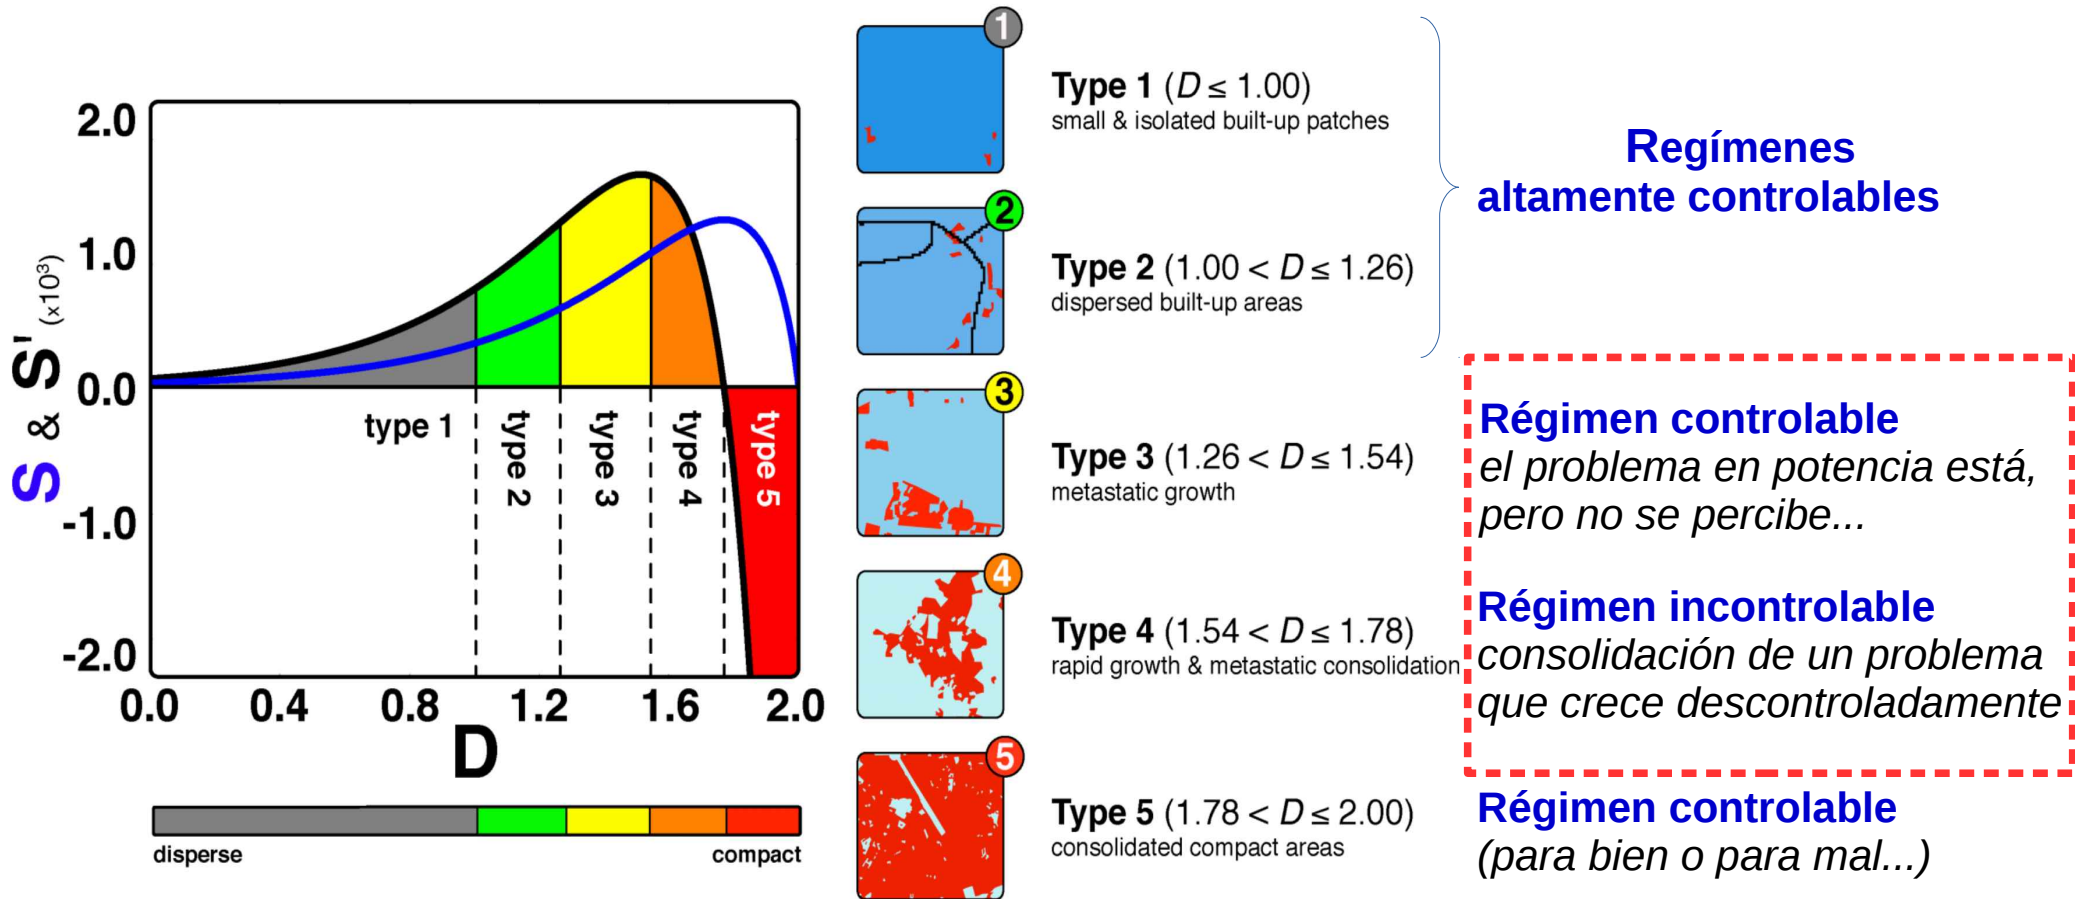 2.0
1.0
0.0
-1.0
-2.0
S & S' (x10³)
type 1
type 2
type 3
type 4
type 5
0.0 0.4 0.8 1.2 1.6 2.0
D
disperse
compact
1
Type 1 (D ≤ 1.00)
small & isolated built-up patches
2
Type 2 (1.00 < D ≤ 1.26)
dispersed built-up areas
3
Type 3 (1.26 < D ≤ 1.54)
metastatic growth
4
Type 4 (1.54 < D ≤ 1.78)
rapid growth & metastatic consolidation
5
Type 5 (1.78 < D ≤ 2.00)
consolidated compact areas
Regímenes
altamente controlables
Régimen controlable
el problema en potencia está,
pero no se percibe...
Régimen incontrolable
consolidación de un problema
que crece descontroladamente
Régimen controlable
(para bien o para mal...)